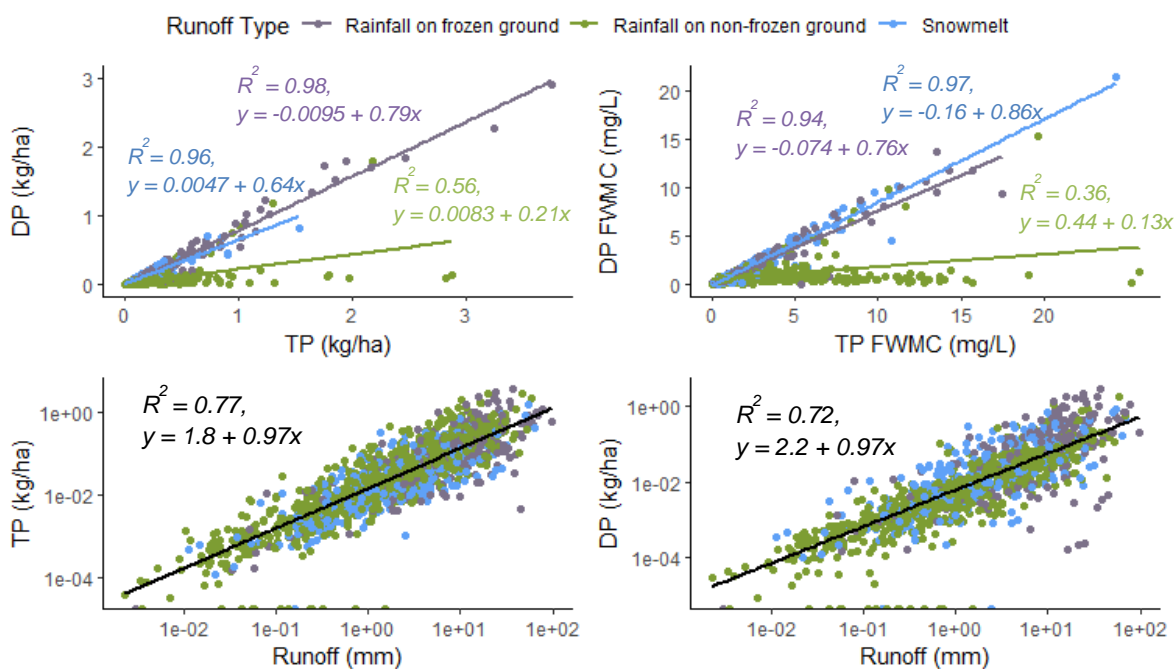 Runoff Type Rainfall on frozen ground Rainfall on non-frozen ground Snowmelt
R² = 0.98,
y = -0.0095 + 0.79x
R² = 0.96,
y = 0.0047 + 0.64x
R² = 0.56,
y = 0.0083 + 0.21x
DP (kg/ha)
3
2
1
0
0 1 2 3
TP (kg/ha)
R² = 0.97,
y = -0.16 + 0.86x
R² = 0.94,
y = -0.074 + 0.76x
R² = 0.36,
y = 0.44 + 0.13x
DP FWMC (mg/L)
20
15
10
5
0
0 5 10 15 20
TP FWMC (mg/L)
R² = 0.77,
y = 1.8 + 0.97x
TP (kg/ha)
1e+00
1e-02
1e-04
1e-02 1e-01 1e+00 1e+01 1e+02
Runoff (mm)
R² = 0.72,
y = 2.2 + 0.97x
DP (kg/ha)
1e+00
1e-02
1e-04
1e-02 1e-01 1e+00 1e+01 1e+02
Runoff (mm)